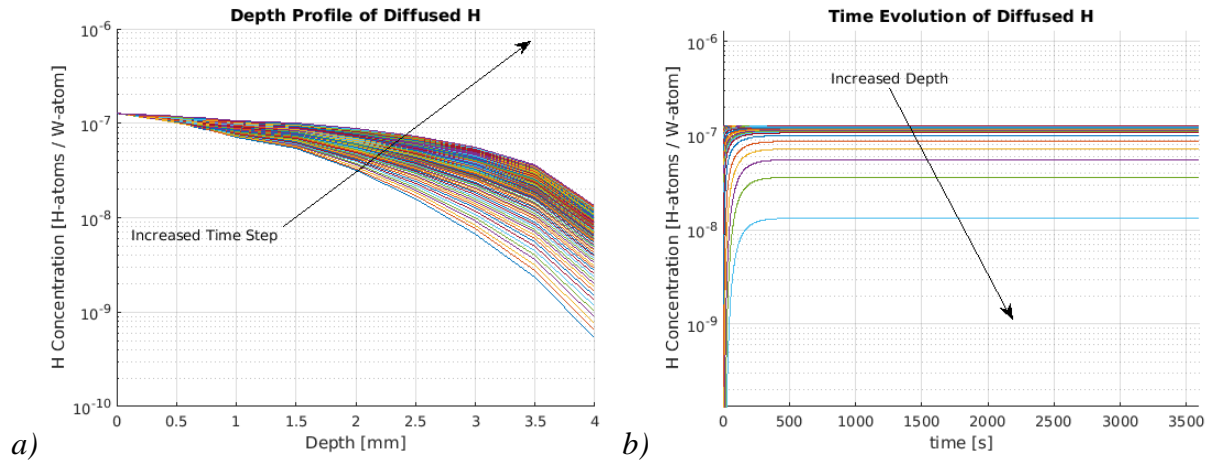 Depth Profile of Diffused H
H Concentration [H-atoms / W-atom]
10^-6
10^-7
10^-8
10^-9
10^-10
Increased Time Step
0 0.5 1 1.5 2 2.5 3 3.5 4
Depth [mm]
a)
Time Evolution of Diffused H
H Concentration [H-atoms / W-atom]
10^-6
10^-7
10^-8
10^-9
Increased Depth
0 500 1000 1500 2000 2500 3000 3500
time [s]
b)